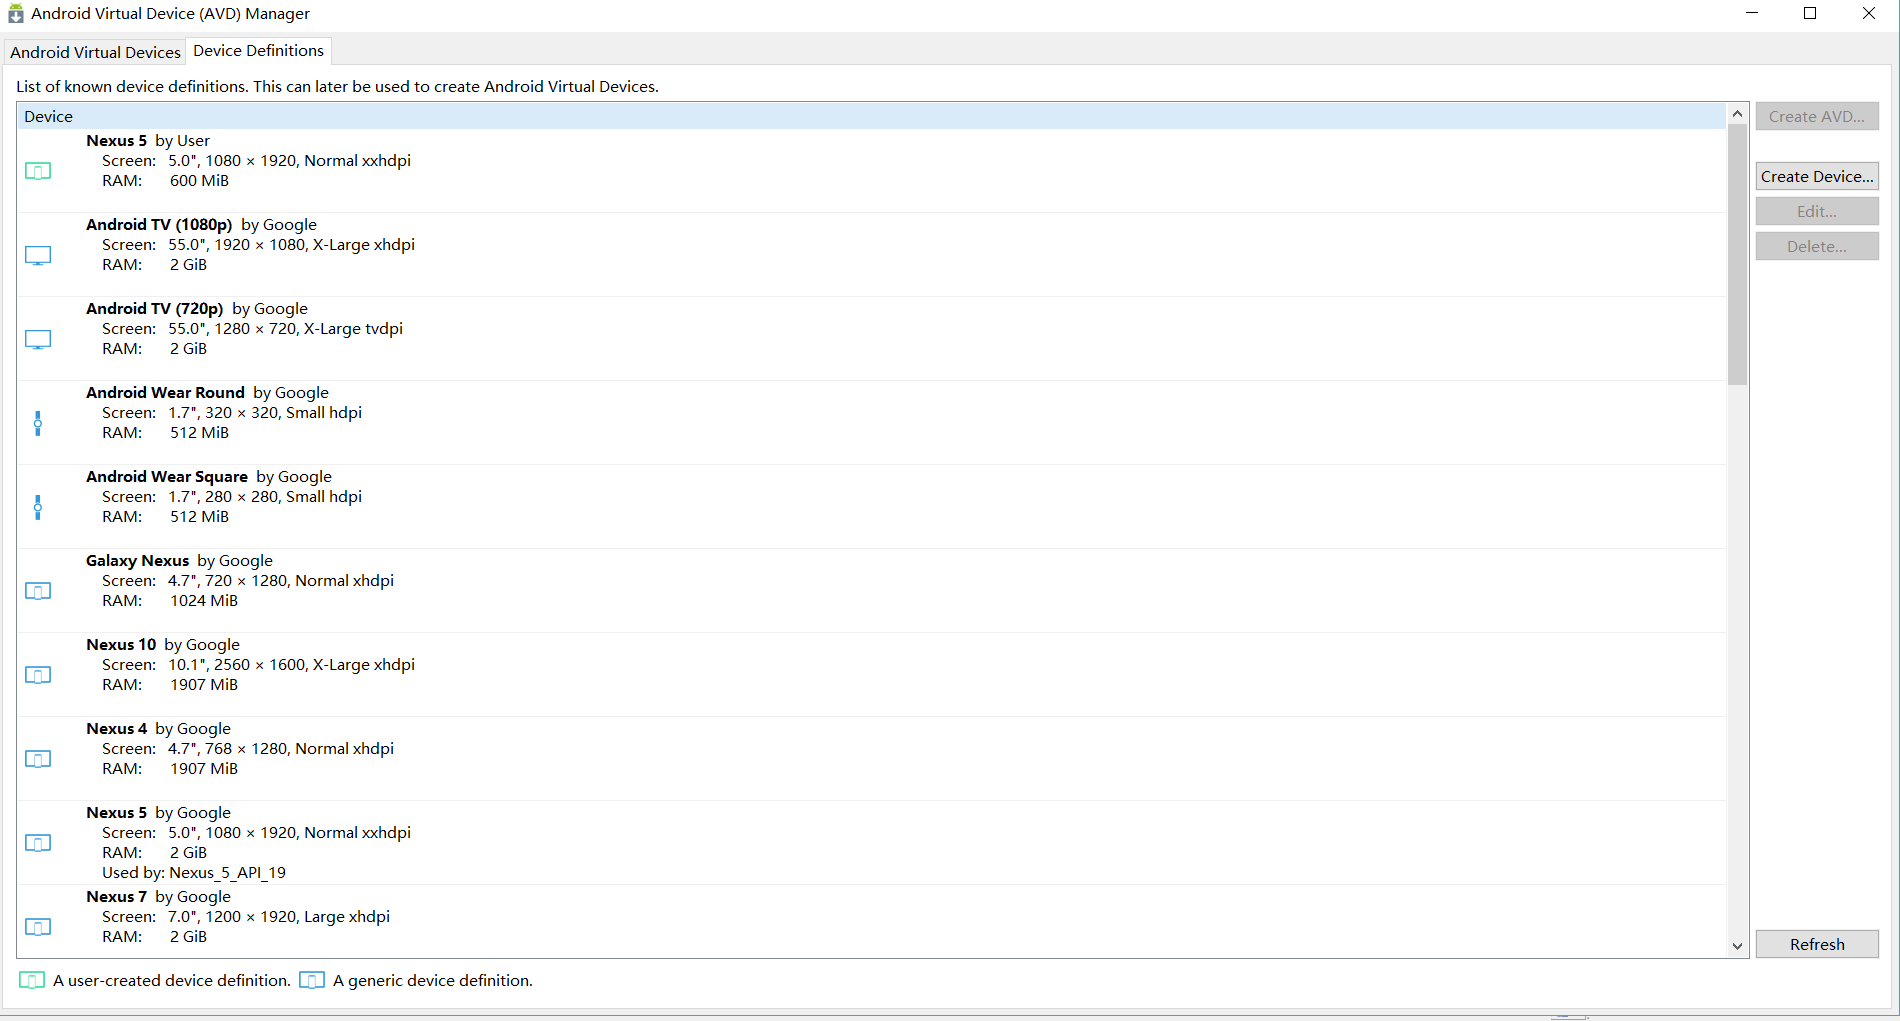 Android Virtual Device (AVD) Manager
Android Virtual Devices
Device Definitions
List of known device definitions. This can later be used to create Android Virtual Devices.
Device
Nexus 5 by User
Screen: 5.0", 1080 × 1920, Normal xxhdpi
RAM: 600 MiB
Android TV (1080p) by Google
Screen: 55.0", 1920 × 1080, X-Large xhdpi
RAM: 2 GiB
Android TV (720p) by Google
Screen: 55.0", 1280 × 720, X-Large tvdpi
RAM: 2 GiB
Android Wear Round by Google
Screen: 1.7", 320 × 320, Small hdpi
RAM: 512 MiB
Android Wear Square by Google
Screen: 1.7", 280 × 280, Small hdpi
RAM: 512 MiB
Galaxy Nexus by Google
Screen: 4.7", 720 × 1280, Normal xhdpi
RAM: 1024 MiB
Nexus 10 by Google
Screen: 10.1", 2560 × 1600, X-Large xhdpi
RAM: 1907 MiB
Nexus 4 by Google
Screen: 4.7", 768 × 1280, Normal xhdpi
RAM: 1907 MiB
Nexus 5 by Google
Screen: 5.0", 1080 × 1920, Normal xxhdpi
RAM: 2 GiB
Used by: Nexus_5_API_19
Nexus 7 by Google
Screen: 7.0", 1200 × 1920, Large xhdpi
RAM: 2 GiB
Create AVD...
Create Device...
Edit...
Delete...
Refresh
A user-created device definition.
A generic device definition.